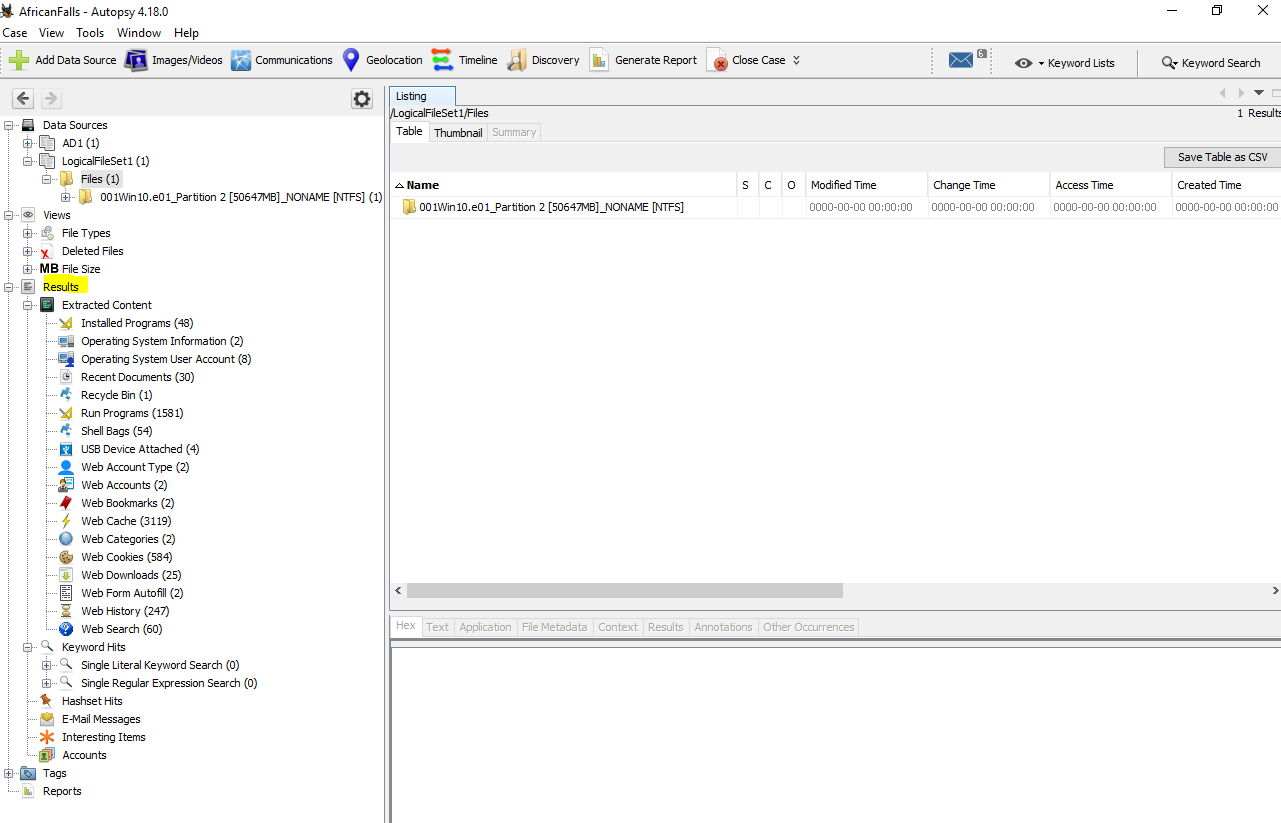 AfricanFalls - Autopsy 4.18.0
Case View Tools Window Help
Add Data Source Images/Videos Communications Geolocation Timeline Discovery Generate Report Close Case 6 Keyword Lists Keyword Search
Data Sources
AD1 (1)
LogicalFileSet1 (1)
Files (1)
001Win10.e01_Partition 2 [50647MB]_NONAME [NTFS] (1)
Views
File Types
Deleted Files
MB File Size
Results
Extracted Content
Installed Programs (48)
Operating System Information (2)
Operating System User Account (8)
Recent Documents (30)
Recycle Bin (1)
Run Programs (1581)
Shell Bags (54)
USB Device Attached (4)
Web Account Type (2)
Web Accounts (2)
Web Bookmarks (2)
Web Cache (3119)
Web Categories (2)
Web Cookies (584)
Web Downloads (25)
Web Form Autofill (2)
Web History (247)
Web Search (60)
Keyword Hits
Single Literal Keyword Search (0)
Single Regular Expression Search (0)
Hashset Hits
E-Mail Messages
Interesting Items
Accounts
Tags
Reports
Listing
/LogicalFileSet1/Files
1 Results
Table Thumbnail Summary
Save Table as CSV
Name S C O Modified Time Change Time Access Time Created Time
001Win10.e01_Partition 2 [50647MB]_NONAME [NTFS] 0000-00-00 00:00:00 0000-00-00 00:00:00 0000-00-00 00:00:00 0000-00-00 00:00:00
Hex Text Application File Metadata Context Results Annotations Other Occurrences